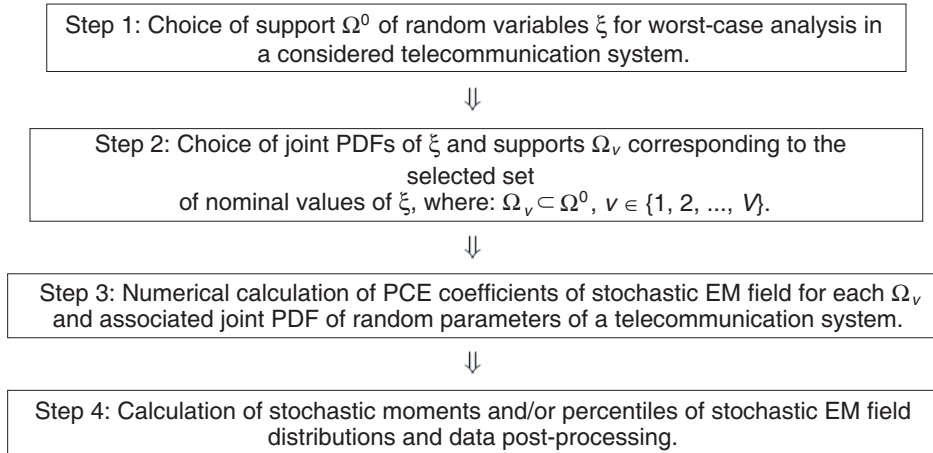 Step 1: Choice of support Ω⁰ of random variables ξ for worst-case analysis in
a considered telecommunication system.
⇓
Step 2: Choice of joint PDFs of ξ and supports Ωᵥ corresponding to the
selected set
of nominal values of ξ, where: Ωᵥ ⊂ Ω⁰, v ∈ {1, 2, ..., V}.
⇓
Step 3: Numerical calculation of PCE coefficients of stochastic EM field for each Ωᵥ
and associated joint PDF of random parameters of a telecommunication system.
⇓
Step 4: Calculation of stochastic moments and/or percentiles of stochastic EM field
distributions and data post-processing.